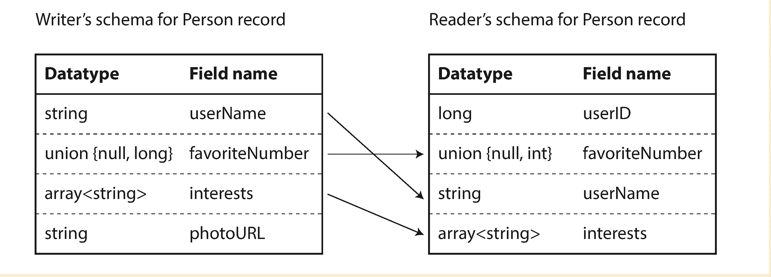 Writer's schema for Person record
Datatype Field name
string userName
union {null, long} favoriteNumber
array<string> interests
string photoURL
Reader's schema for Person record
Datatype Field name
long userID
union {null, int} favoriteNumber
string userName
array<string> interests